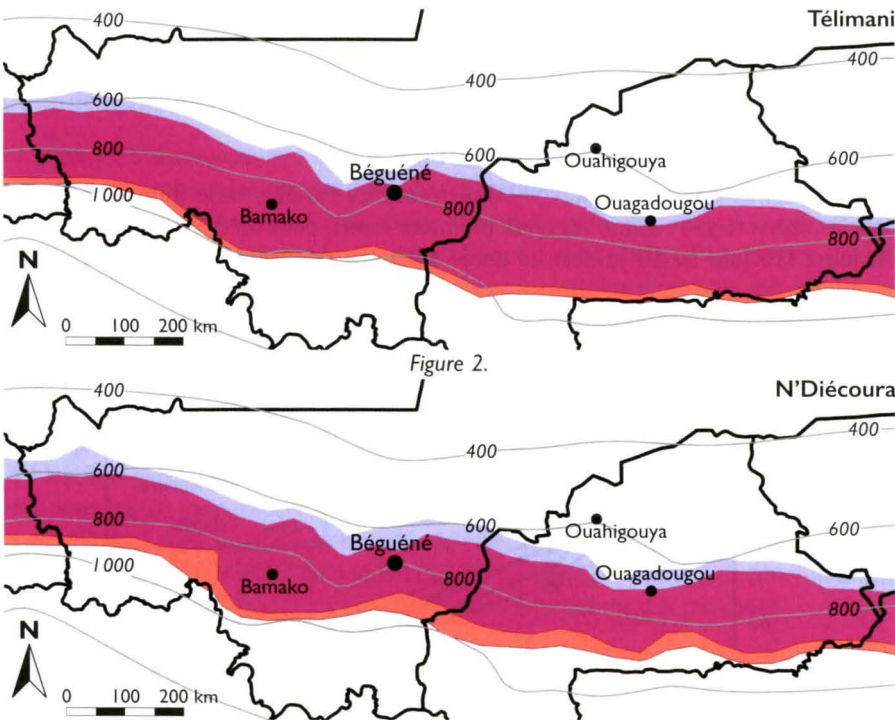 400
Télimani
400
400
600
600
600
Ouahigouya
800
Béguéné
1000
800
Ouagadougou
Bamako
800
N
0 100 200 km
Figure 2.
400
N'Diécoura
400
400
600
600
600
Ouahigouya
800
Béguéné
1000
800
Ouagadougou
Bamako
800
N
0 100 200 km